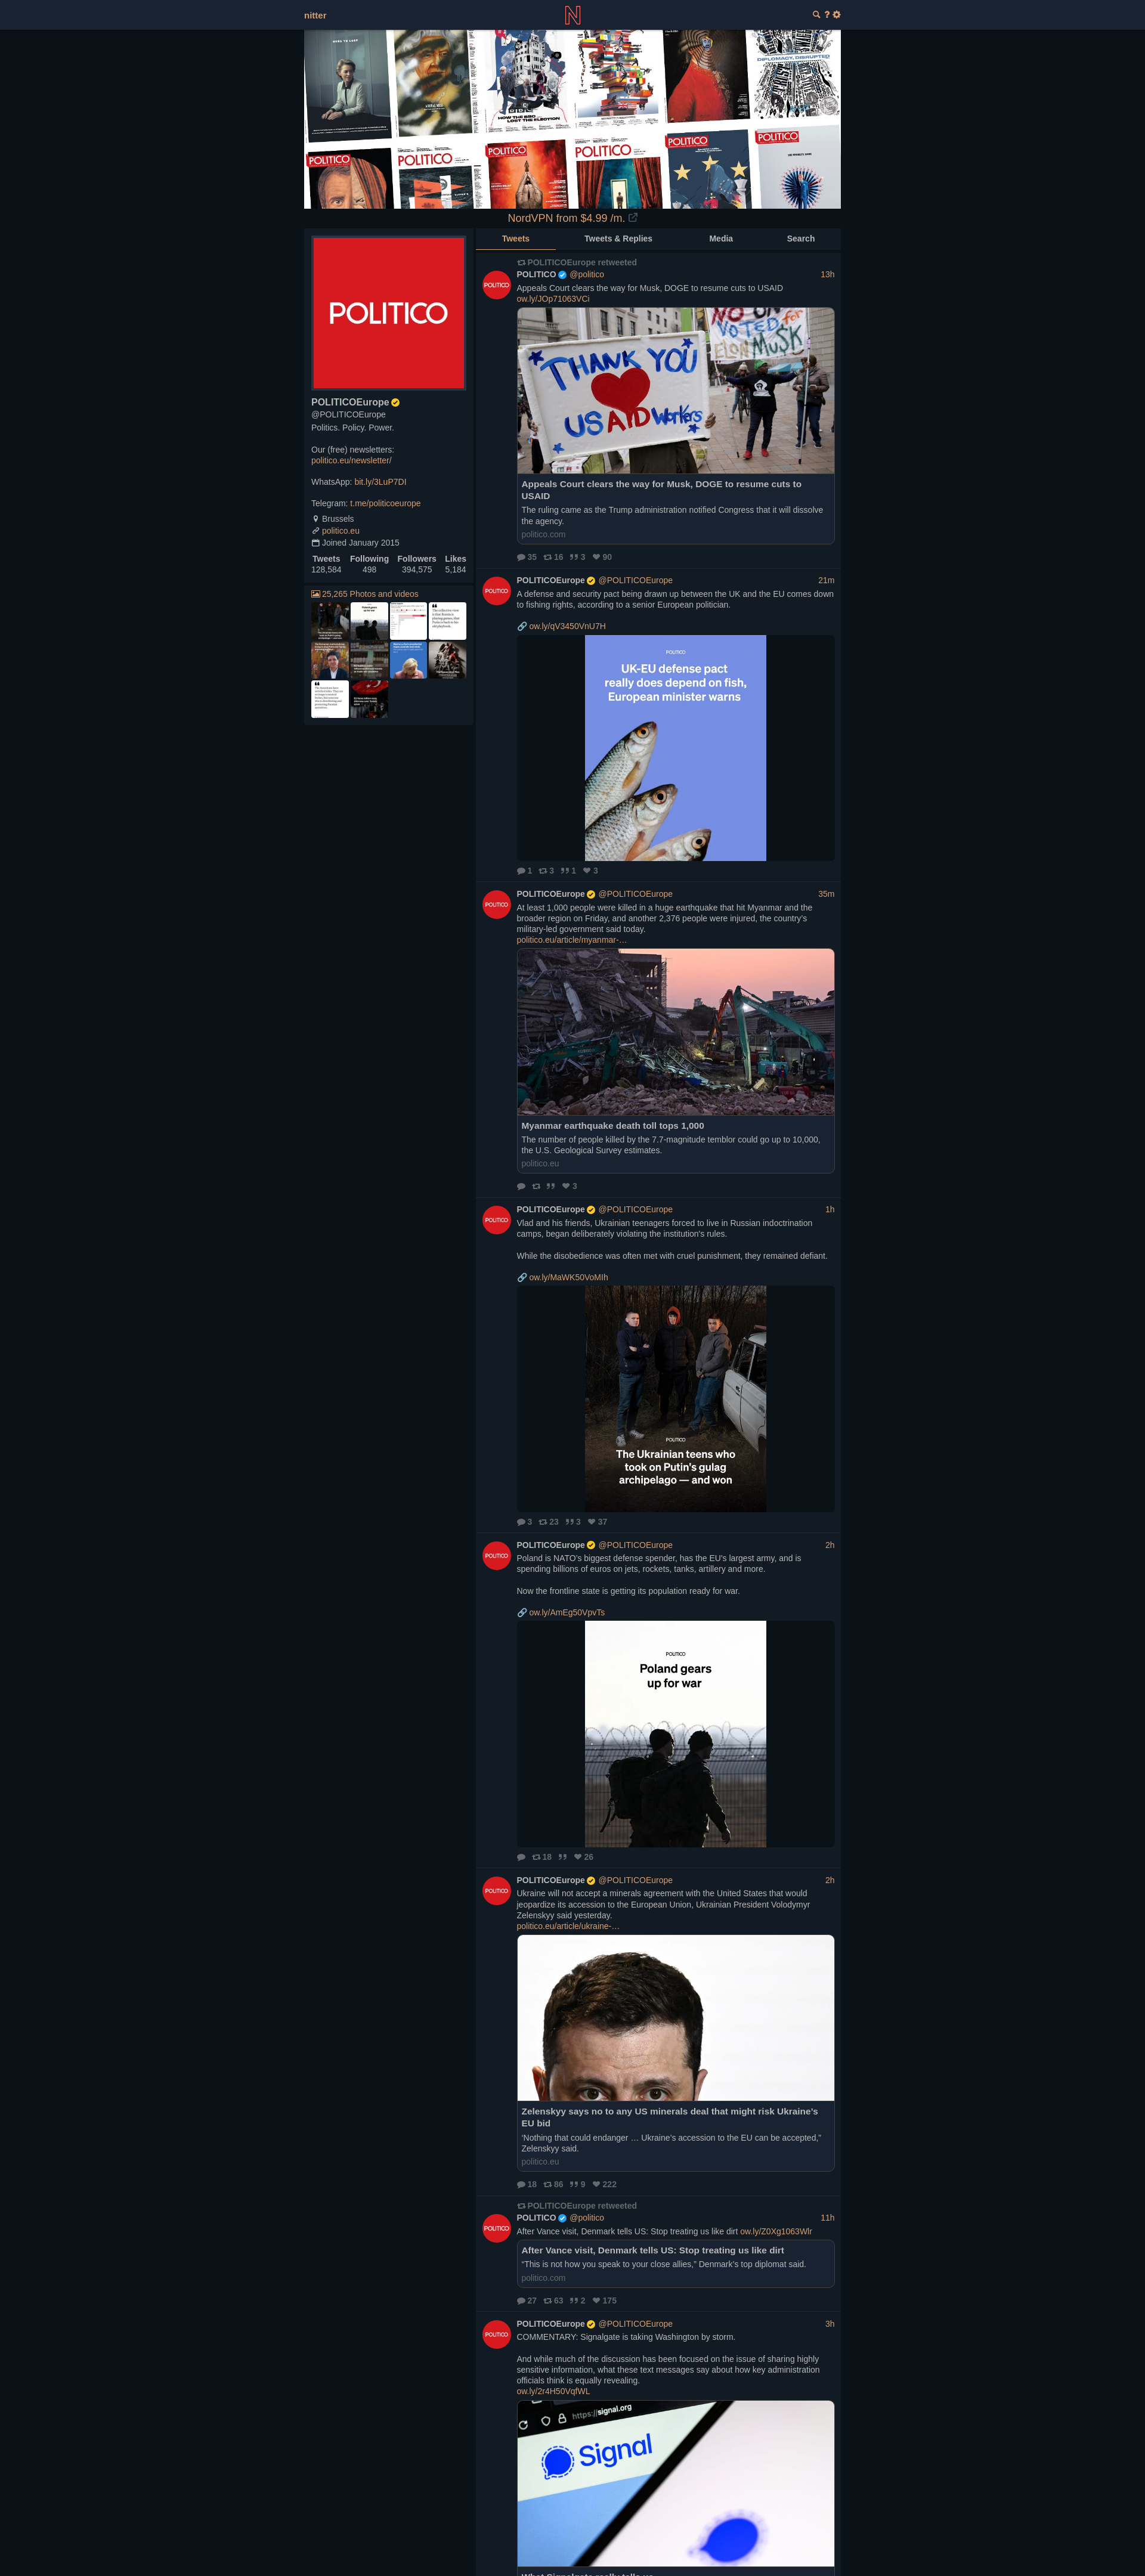 nitter
HOW THE BBQ
LOST THE ELECTION
DIPLOMACY, DISRUPTED
POLITICO
POLITICO
POLITICO
POLITICO
POLITICO
POLITICO
NordVPN from $4.99 /m.
POLITICO
POLITICOEurope
@POLITICOEurope
Politics. Policy. Power.
Our (free) newsletters:
politico.eu/newsletter/
WhatsApp: bit.ly/3LuP7DI
Telegram: t.me/politicoeurope
Brussels
politico.eu
Joined January 2015
Tweets Following Followers Likes
128,584 498 394,575 5,184
25,265 Photos and videos
Tweets Tweets & Replies Media Search
POLITICOEurope retweeted
POLITICO @politico 13h
POLITICO
Appeals Court clears the way for Musk, DOGE to resume cuts to USAID
ow.ly/JOp71063VCi
THANK YOU
USAID Workers
NO ON
VOTED for
ELON MUSK
Appeals Court clears the way for Musk, DOGE to resume cuts to
USAID
The ruling came as the Trump administration notified Congress that it will dissolve
the agency.
politico.com
35 16 3 90
POLITICOEurope @POLITICOEurope 21m
POLITICO
A defense and security pact being drawn up between the UK and the EU comes down
to fishing rights, according to a senior European politician.
🔗 ow.ly/qV3450VnU7H
POLITICO
UK-EU defense pact
really does depend on fish,
European minister warns
1 3 1 3
POLITICOEurope @POLITICOEurope 35m
POLITICO
At least 1,000 people were killed in a huge earthquake that hit Myanmar and the
broader region on Friday, and another 2,376 people were injured, the country's
military-led government said today.
politico.eu/article/myanmar-…
Myanmar earthquake death toll tops 1,000
The number of people killed by the 7.7-magnitude temblor could go up to 10,000,
the U.S. Geological Survey estimates.
politico.eu
3
POLITICOEurope @POLITICOEurope 1h
POLITICO
Vlad and his friends, Ukrainian teenagers forced to live in Russian indoctrination
camps, began deliberately violating the institution's rules.
While the disobedience was often met with cruel punishment, they remained defiant.
🔗 ow.ly/MaWK50VoMIh
POLITICO
The Ukrainian teens who
took on Putin's gulag
archipelago — and won
3 23 3 37
POLITICOEurope @POLITICOEurope 2h
POLITICO
Poland is NATO's biggest defense spender, has the EU's largest army, and is
spending billions of euros on jets, rockets, tanks, artillery and more.
Now the frontline state is getting its population ready for war.
🔗 ow.ly/AmEg50VpvTs
POLITICO
Poland gears
up for war
18 26
POLITICOEurope @POLITICOEurope 2h
POLITICO
Ukraine will not accept a minerals agreement with the United States that would
jeopardize its accession to the European Union, Ukrainian President Volodymyr
Zelenskyy said yesterday.
politico.eu/article/ukraine-…
Zelenskyy says no to any US minerals deal that might risk Ukraine's
EU bid
'Nothing that could endanger … Ukraine's accession to the EU can be accepted,"
Zelenskyy said.
politico.eu
18 86 9 222
POLITICOEurope retweeted
POLITICO @politico 11h
POLITICO
After Vance visit, Denmark tells US: Stop treating us like dirt ow.ly/Z0Xg1063Wlr
After Vance visit, Denmark tells US: Stop treating us like dirt
"This is not how you speak to your close allies," Denmark's top diplomat said.
politico.com
27 63 2 175
POLITICOEurope @POLITICOEurope 3h
POLITICO
COMMENTARY: Signalgate is taking Washington by storm.
And while much of the discussion has been focused on the issue of sharing highly
sensitive information, what these text messages say about how key administration
officials think is equally revealing.
ow.ly/2r4H50VqfWL
https://signal.org
Signal